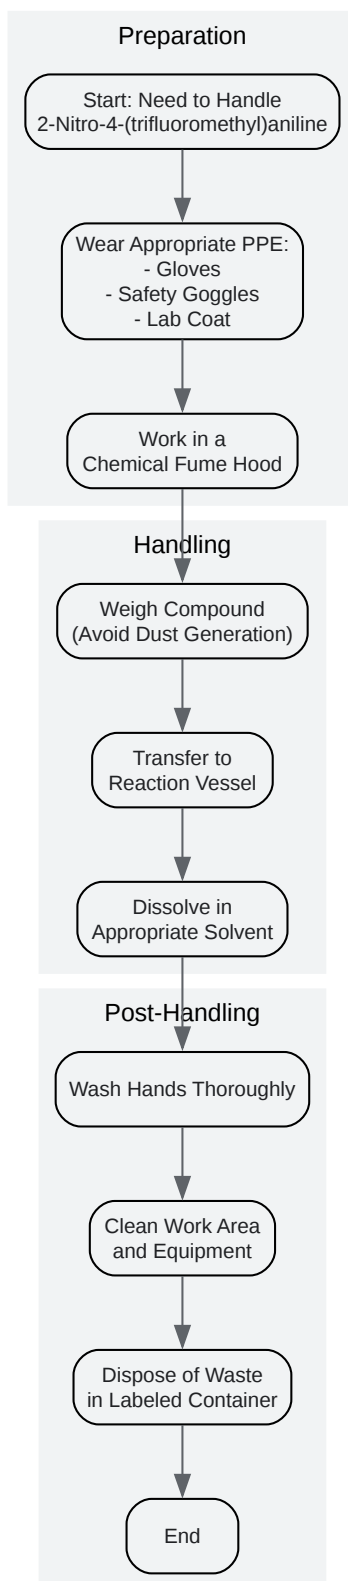 Preparation
Start: Need to Handle
2-Nitro-4-(trifluoromethyl)aniline
Wear Appropriate PPE:
- Gloves
- Safety Goggles
- Lab Coat
Work in a
Chemical Fume Hood
Handling
Weigh Compound
(Avoid Dust Generation)
Transfer to
Reaction Vessel
Dissolve in
Appropriate Solvent
Post-Handling
Wash Hands Thoroughly
Clean Work Area
and Equipment
Dispose of Waste
in Labeled Container
End